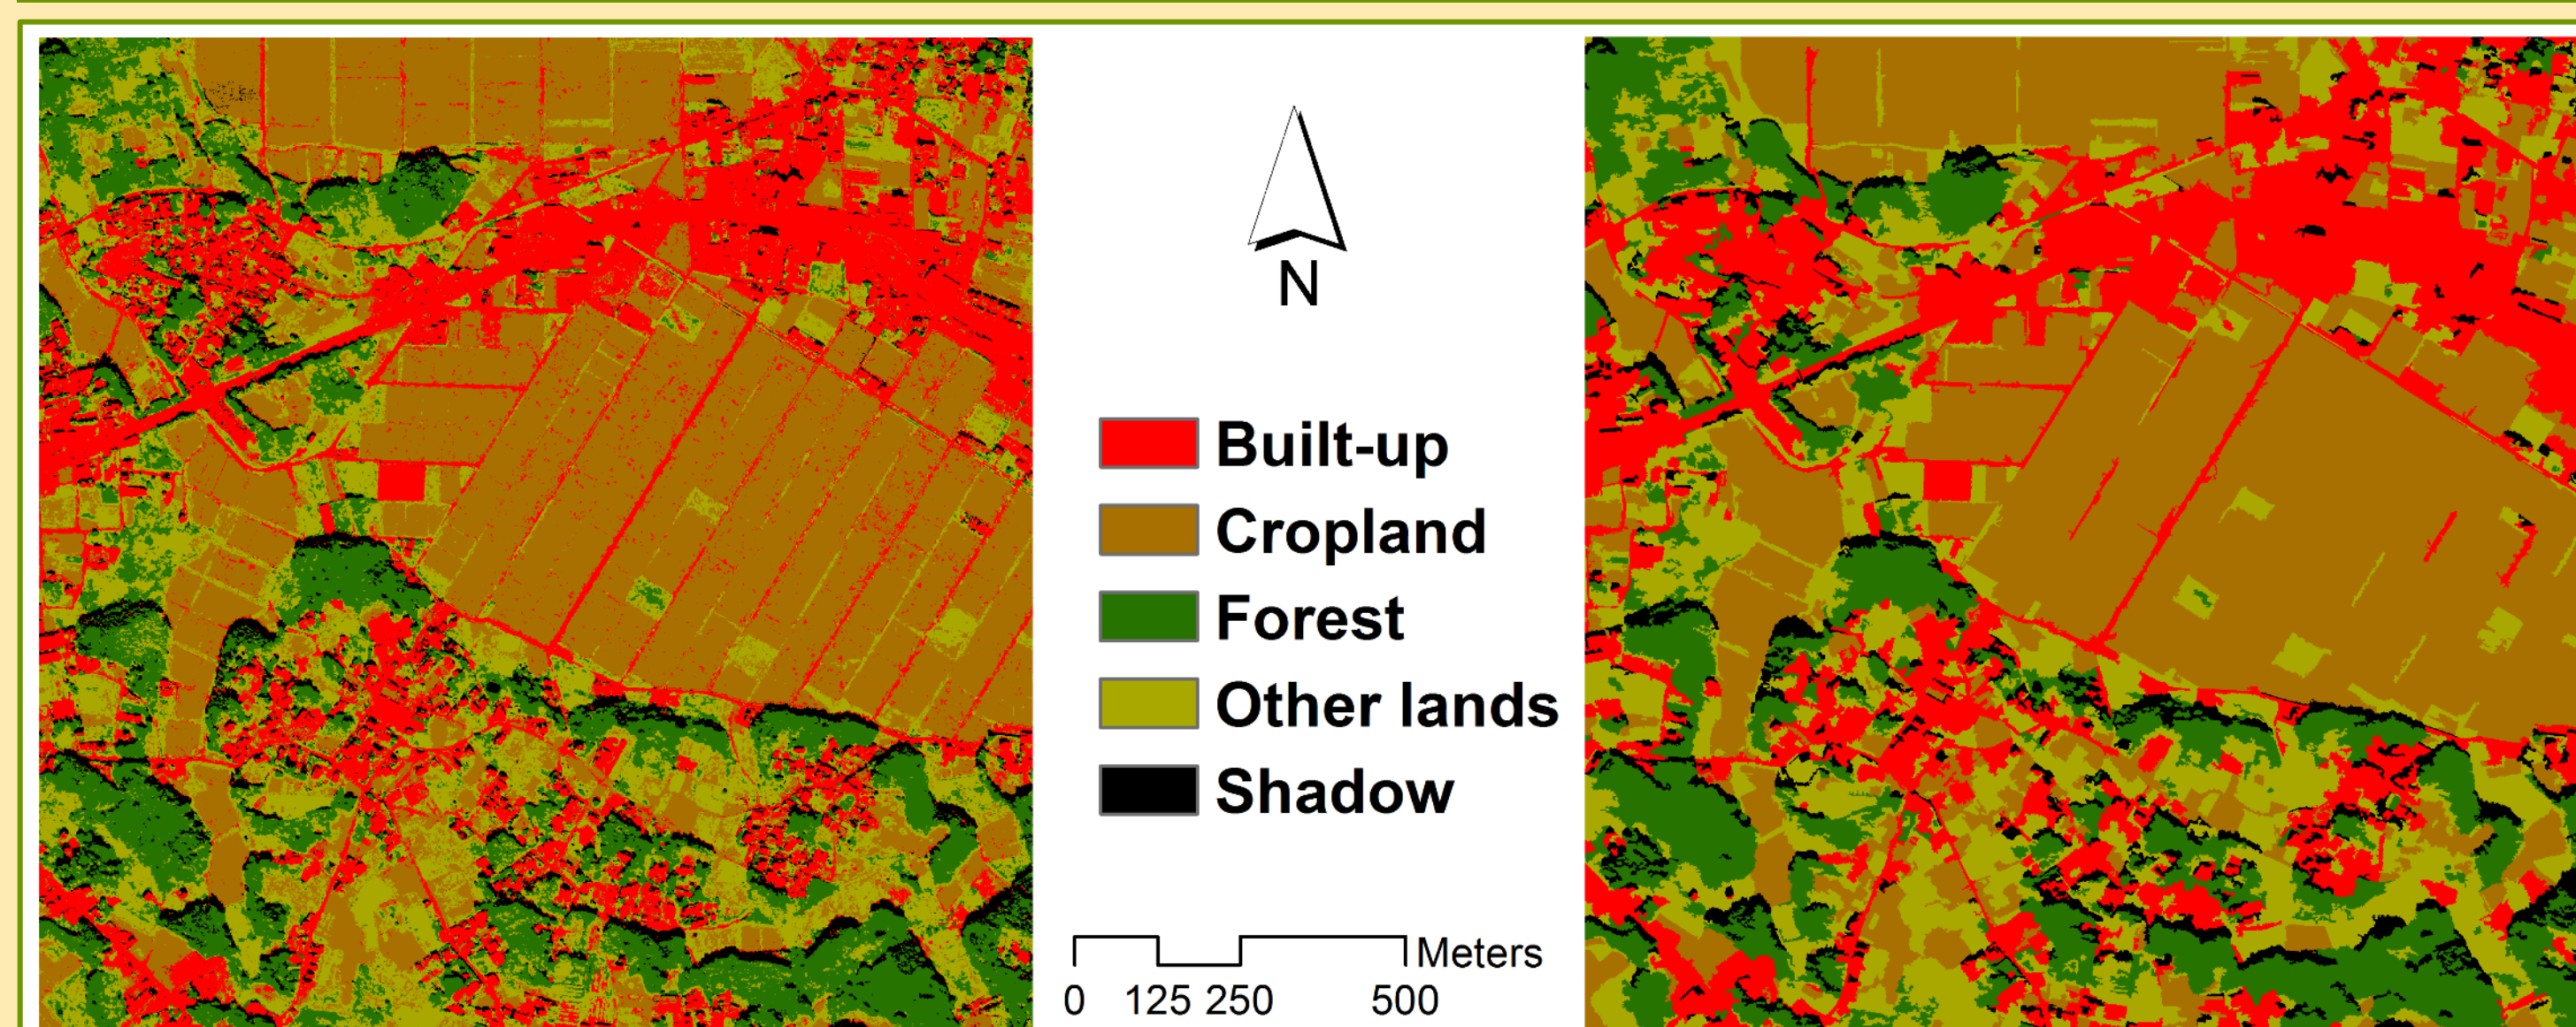 N
Built-up
Cropland
Forest
Other lands
Shadow
Meters
0 125 250 500